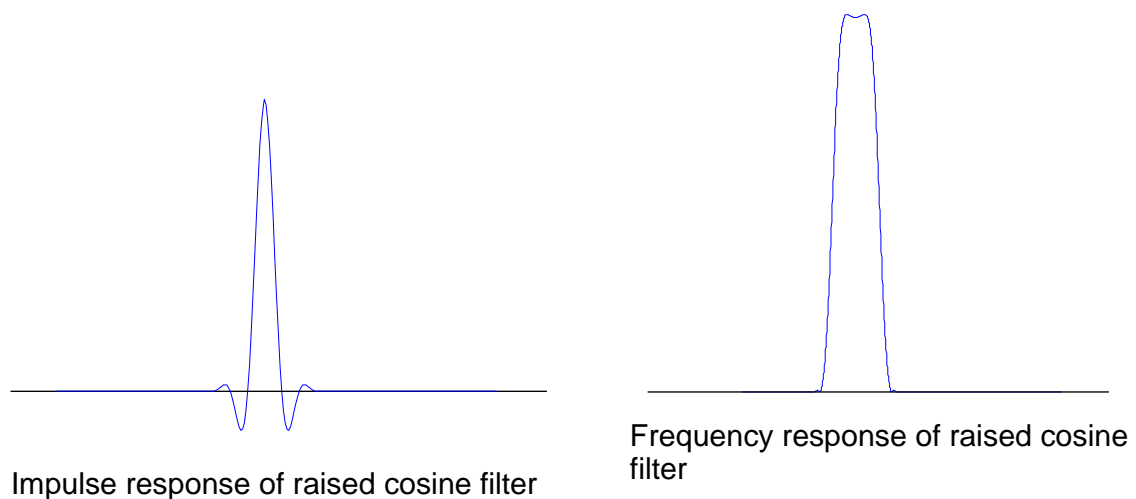 Impulse response of raised cosine filter
Frequency response of raised cosine
filter